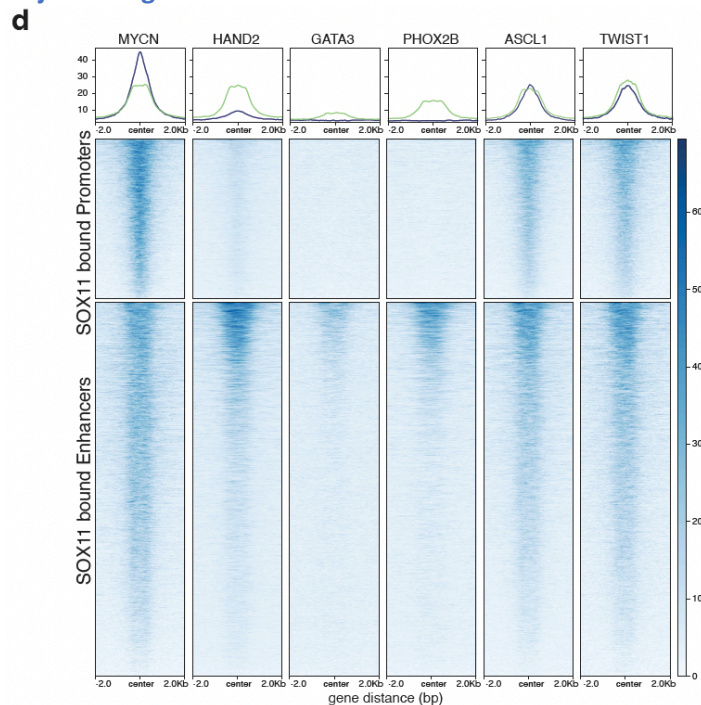 d
MYCN HAND2 GATA3 PHOX2B ASCL1 TWIST1
40
30
20
10
-2.0 center 2.0Kb -2.0 center 2.0Kb -2.0 center 2.0Kb -2.0 center 2.0Kb -2.0 center 2.0Kb -2.0 center 2.0Kb
SOX11 bound Promoters
SOX11 bound Enhancers
60
50
40
30
20
10
0
-2.0 center 2.0Kb -2.0 center 2.0Kb -2.0 center 2.0Kb -2.0 center 2.0Kb -2.0 center 2.0Kb -2.0 center 2.0Kb
gene distance (bp)